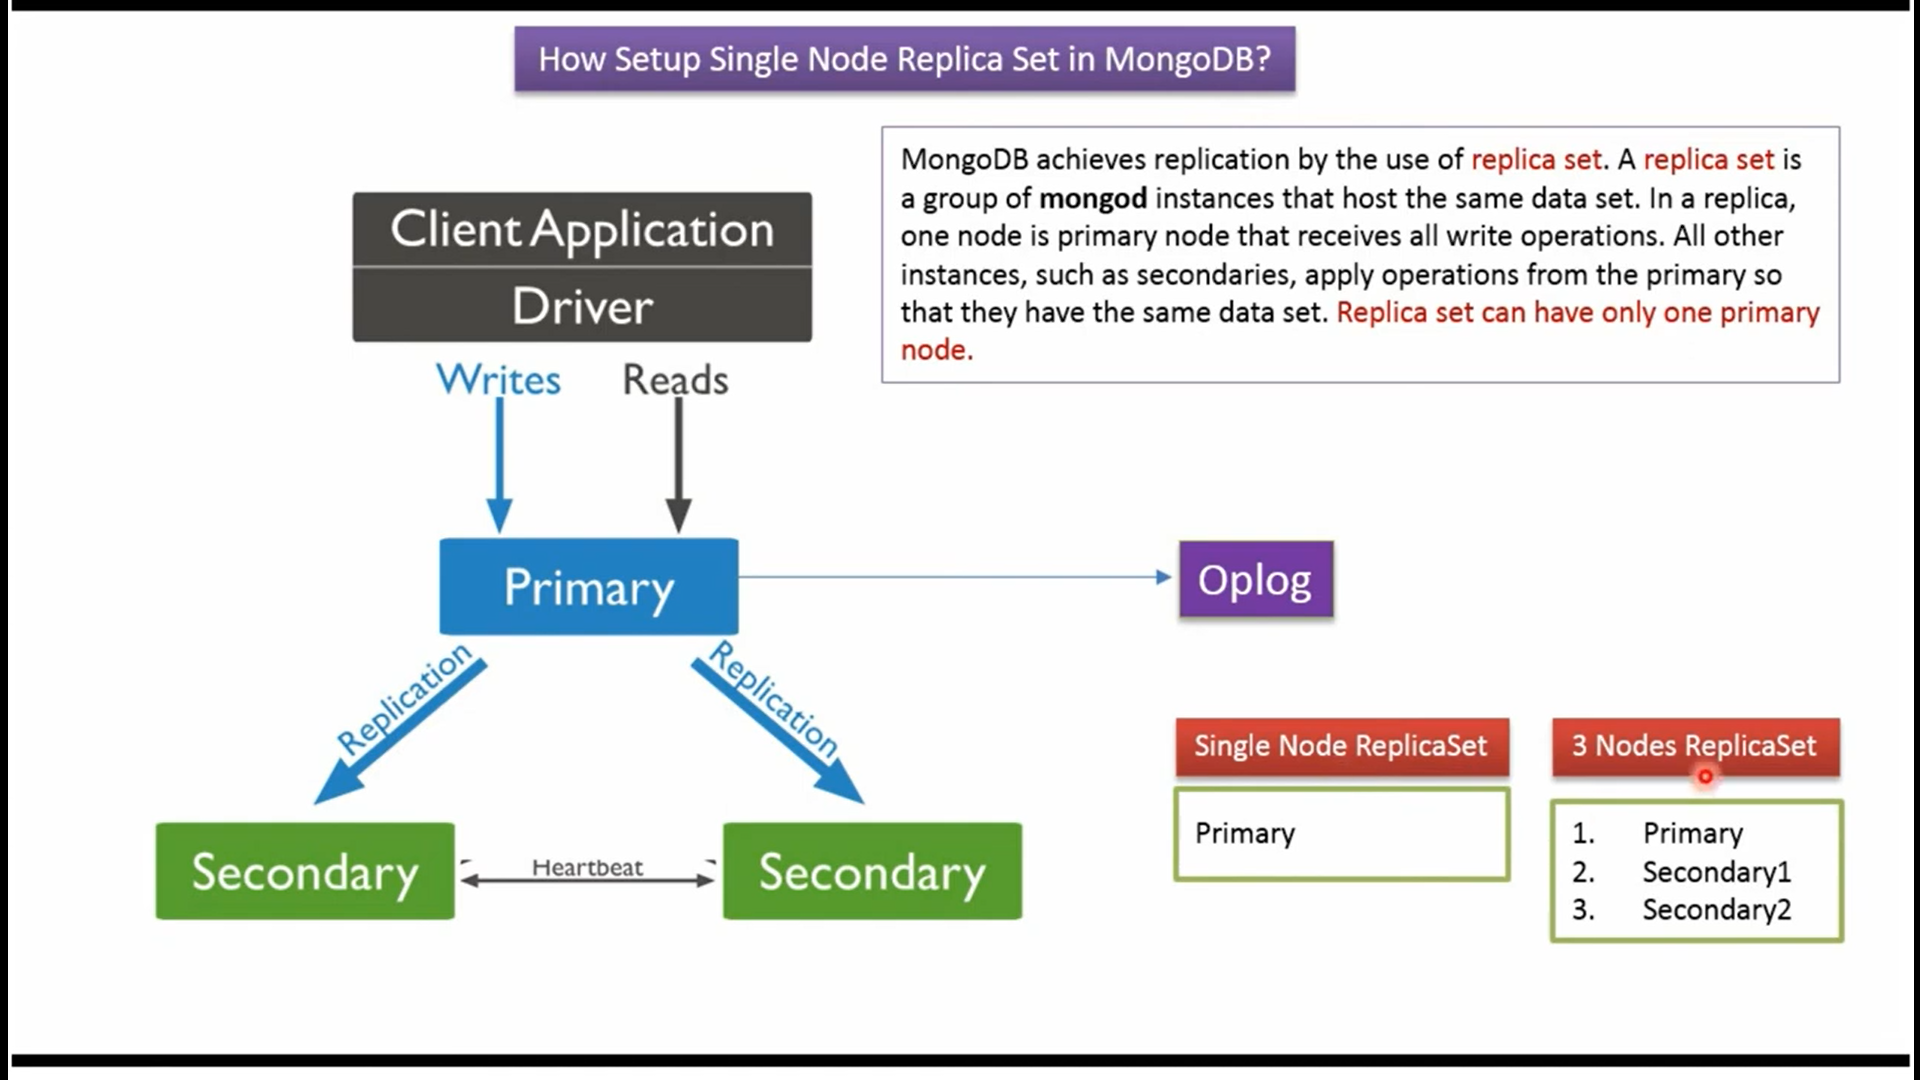 How Setup Single Node Replica Set in MongoDB?
MongoDB achieves replication by the use of replica set. A replica set is
a group of mongod instances that host the same data set. In a replica,
one node is primary node that receives all write operations. All other
instances, such as secondaries, apply operations from the primary so
that they have the same data set. Replica set can have only one primary
node.
Client Application
Driver
Writes
Reads
Primary
Oplog
Replication
Replication
Secondary
Heartbeat
Secondary
Single Node ReplicaSet
Primary
3 Nodes ReplicaSet
1. Primary
2. Secondary1
3. Secondary2